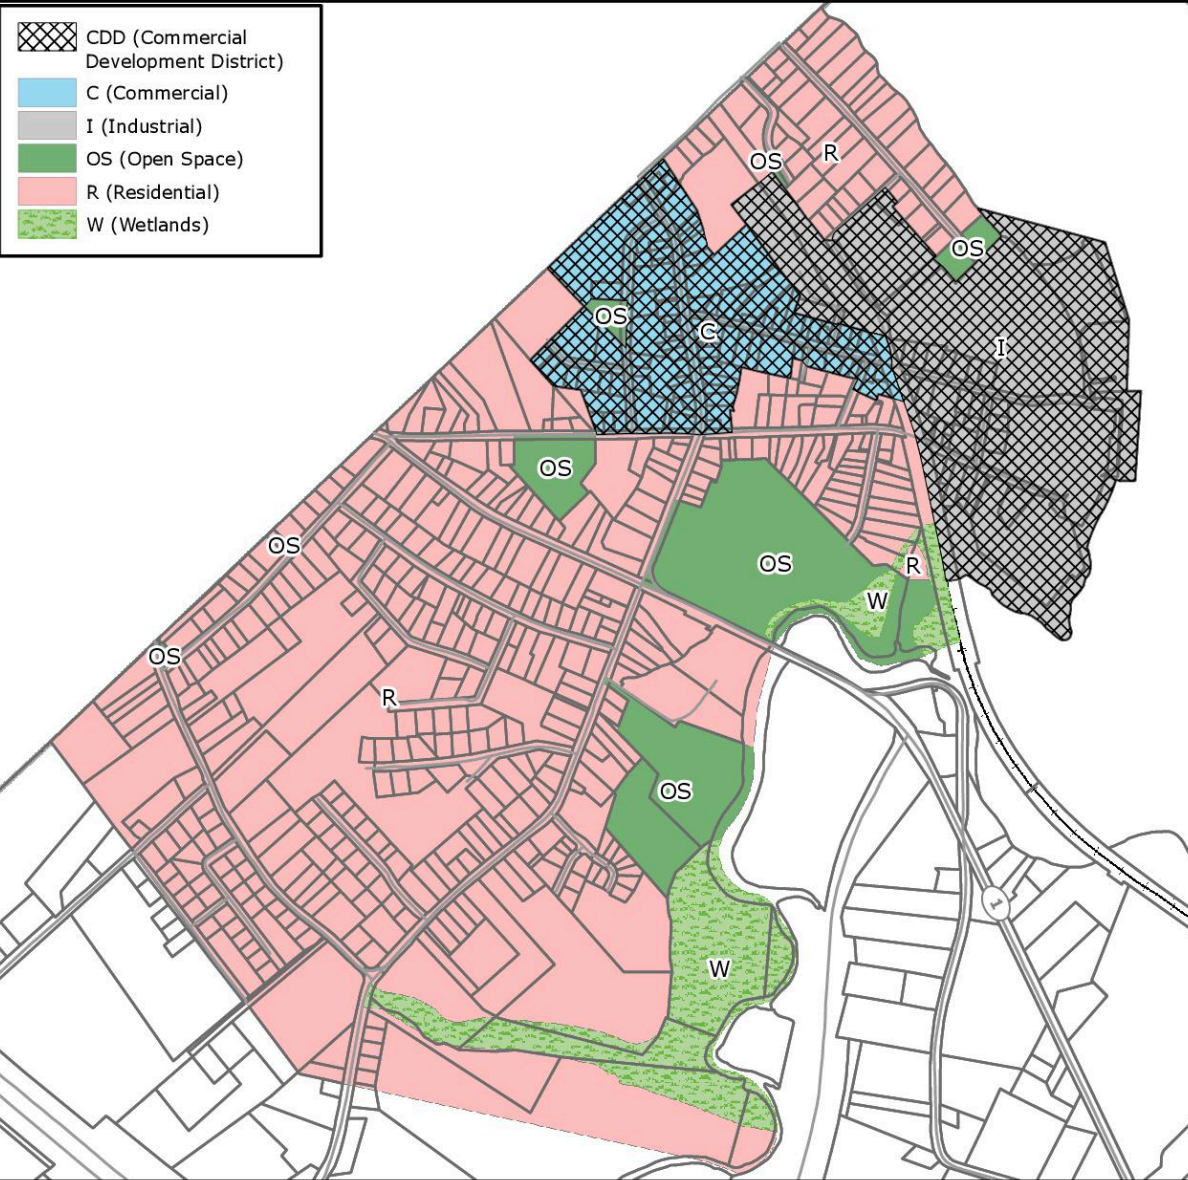 CDD (Commercial
Development District)
C (Commercial)
I (Industrial)
OS (Open Space)
R (Residential)
W (Wetlands)
R
OS
OS
OS
C
I
OS
OS
OS
R
W
OS
R
OS
1
W